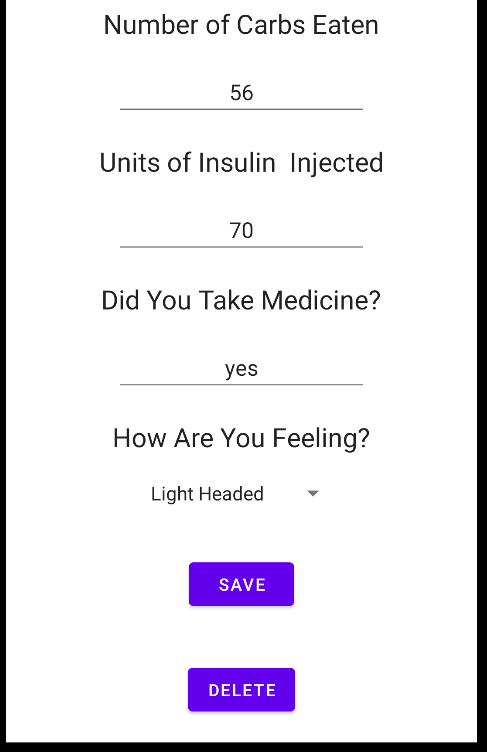 Number of Carbs Eaten
56
Units of Insulin  Injected
70
Did You Take Medicine?
yes
How Are You Feeling?
Light Headed
SAVE
DELETE